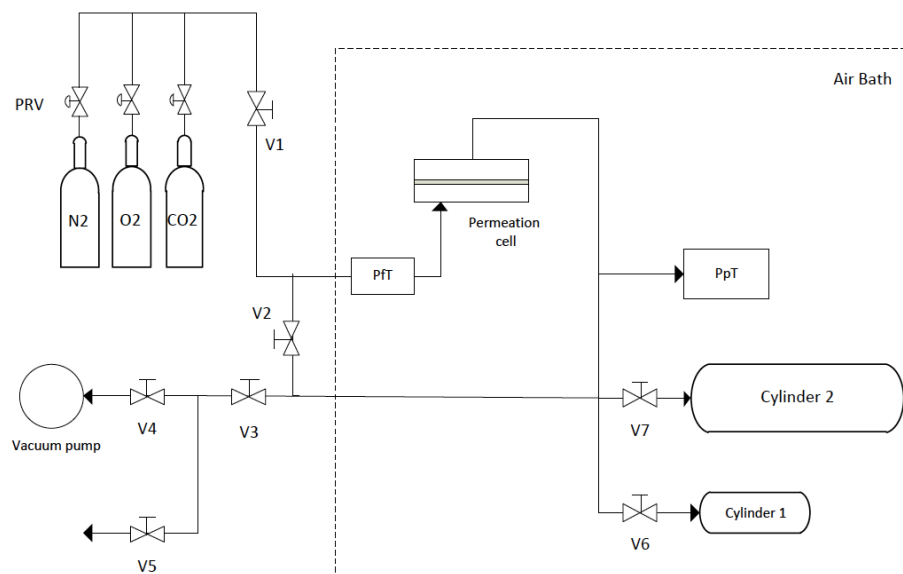 Air Bath
PRV
V1
N2
O2
CO2
Permeation
cell
PfT
PpT
V2
Cylinder 2
Vacuum pump
V4
V3
V7
Cylinder 1
V5
V6